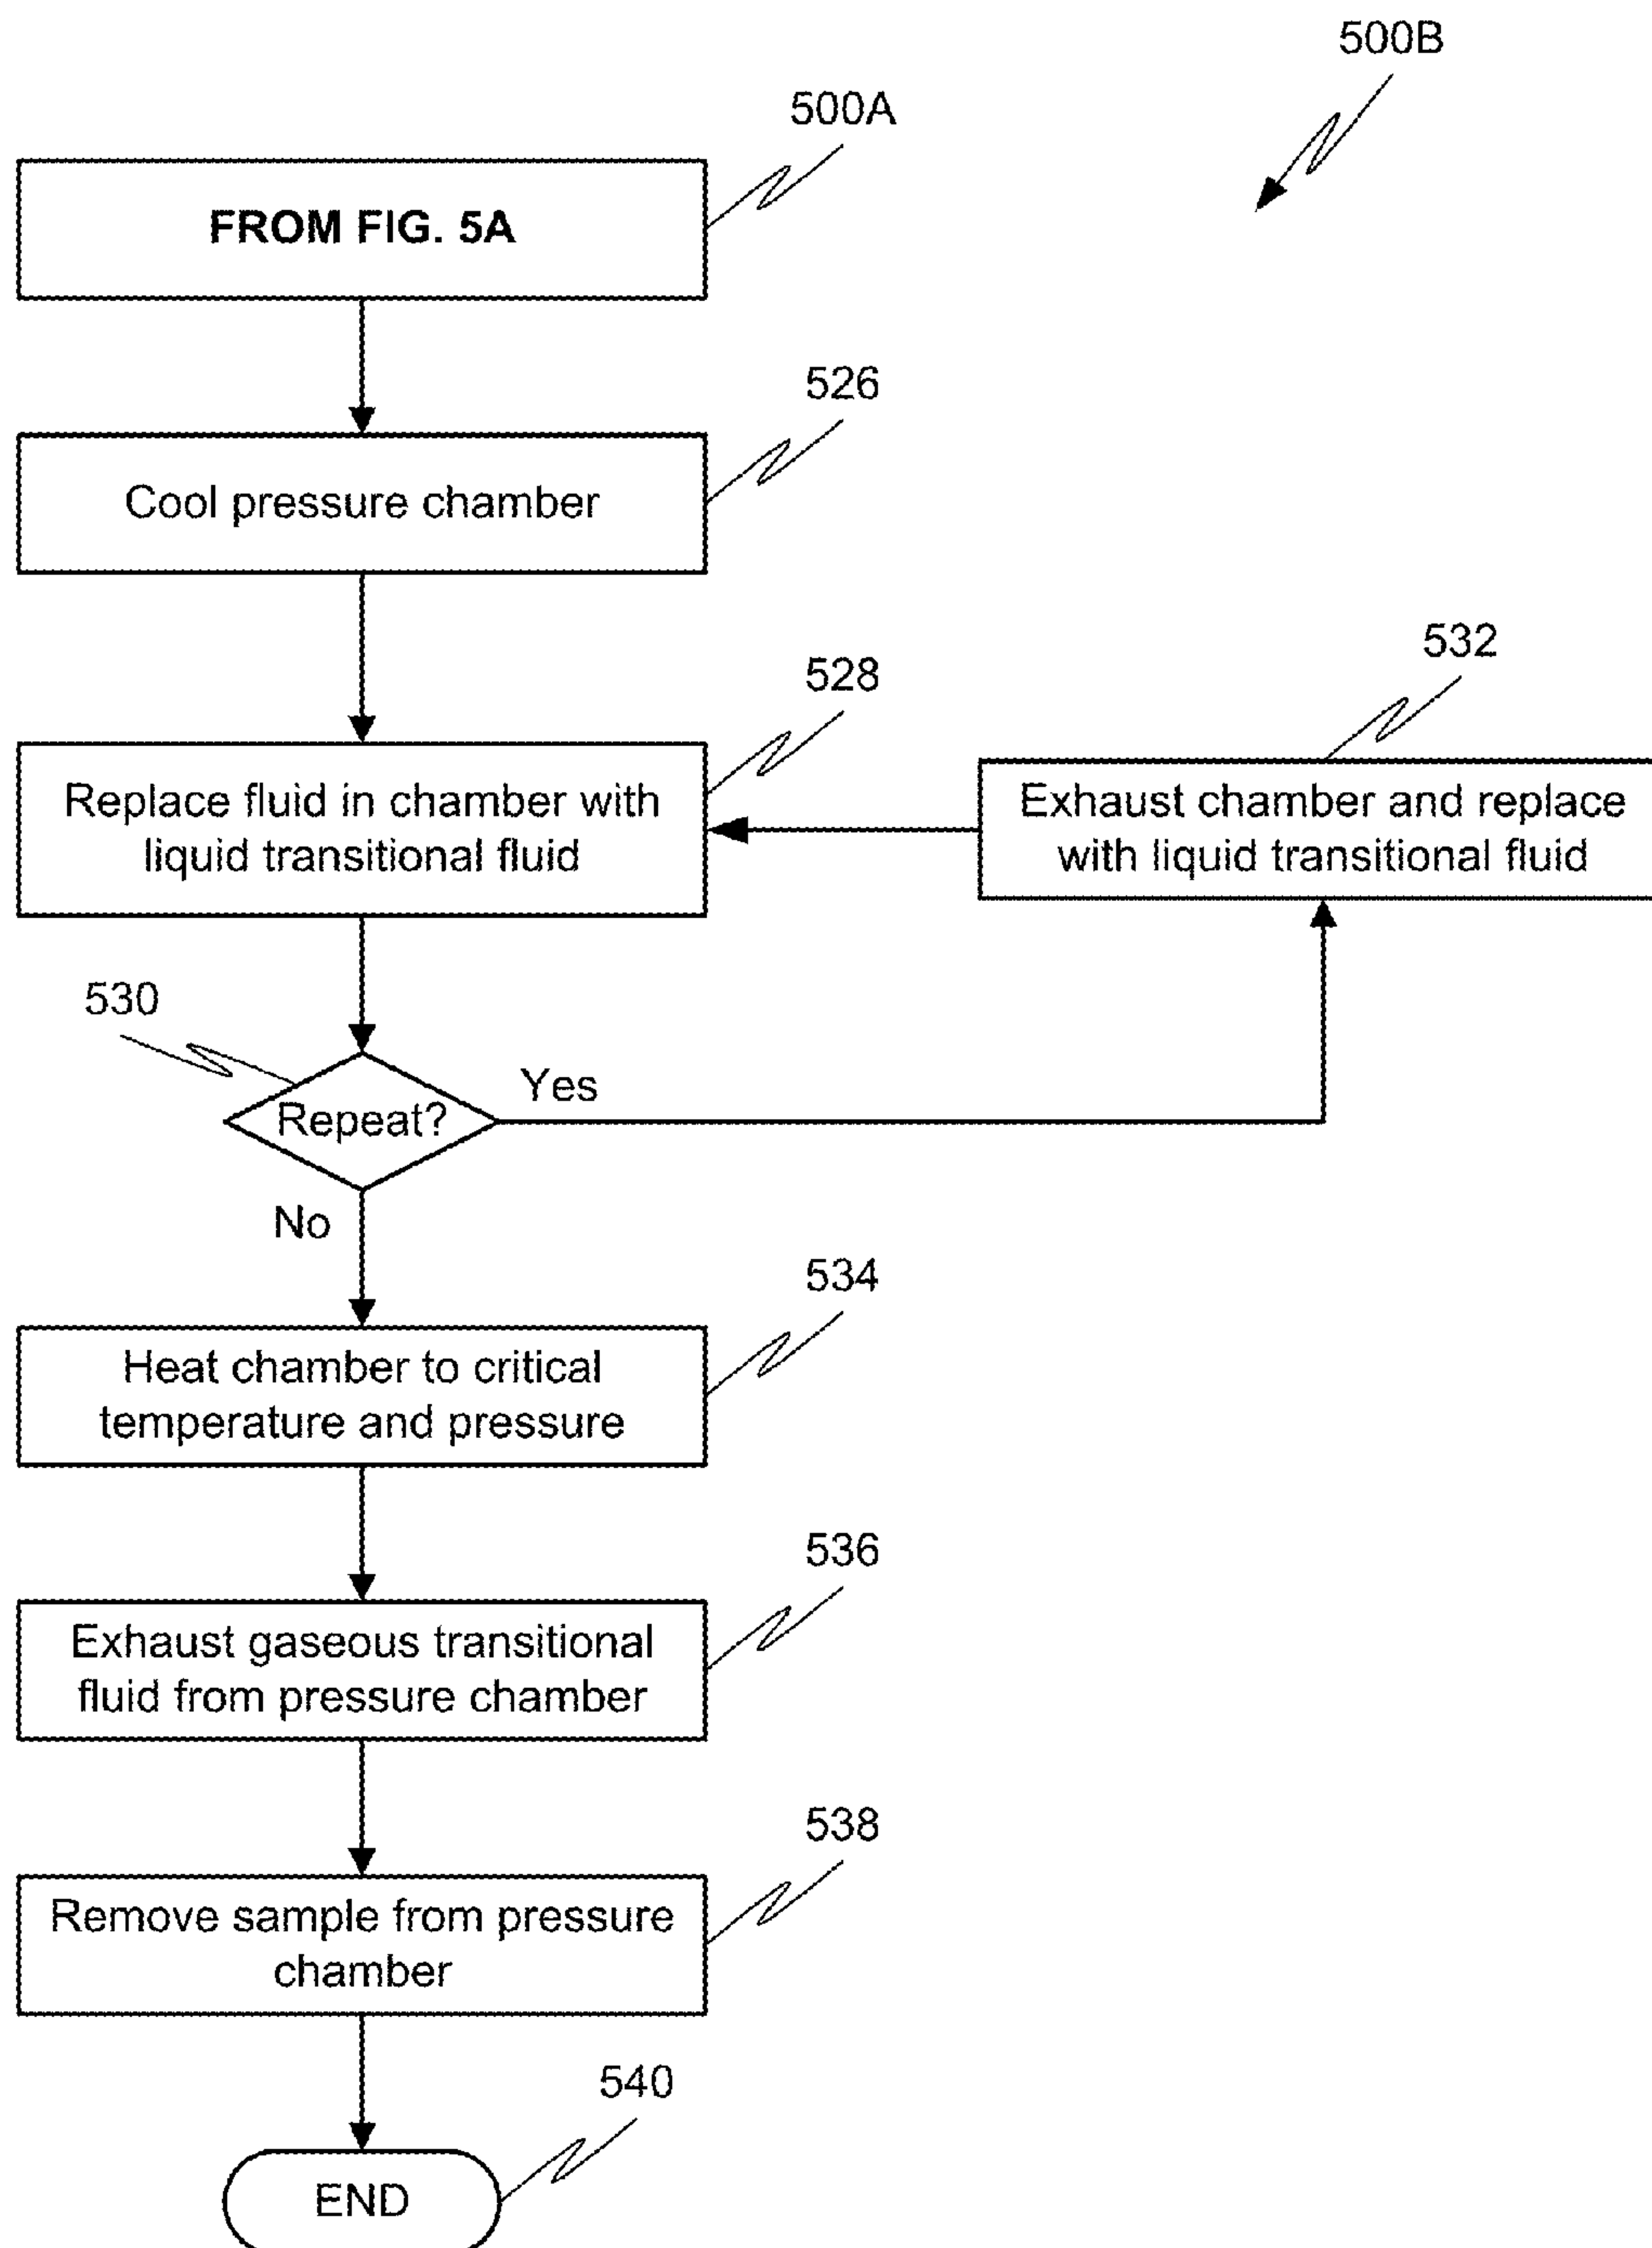 500B
500A
FROM FIG. 5A
526
Cool pressure chamber
528
Replace fluid in chamber with
liquid transitional fluid
532
Exhaust chamber and replace
with liquid transitional fluid
530
Repeat?
Yes
No
534
Heat chamber to critical
temperature and pressure
536
Exhaust gaseous transitional
fluid from pressure chamber
538
Remove sample from pressure
chamber
540
END